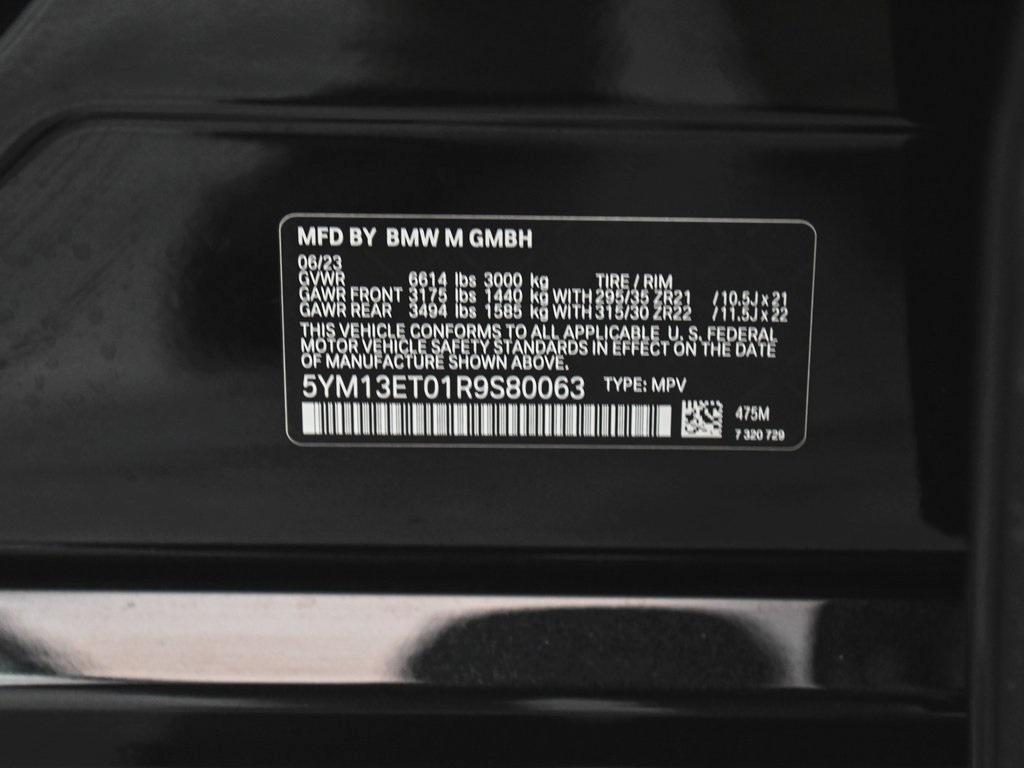 MFD BY BMW M GMBH
06/23
GVWR 6614 lbs 3000 kg TIRE / RIM
GAWR FRONT 3175 lbs 1440 kg WITH 295/35 ZR21 /10.5J x 21
GAWR REAR 3494 lbs 1585 kg WITH 315/30 ZR22 /11.5J x 22
THIS VEHICLE CONFORMS TO ALL APPLICABLE U. S. FEDERAL
MOTOR VEHICLE SAFETY STANDARDS IN EFFECT ON THE DATE
OF MANUFACTURE SHOWN ABOVE.
5YM13ET01R9S80063 TYPE: MPV
475M
7 320 729